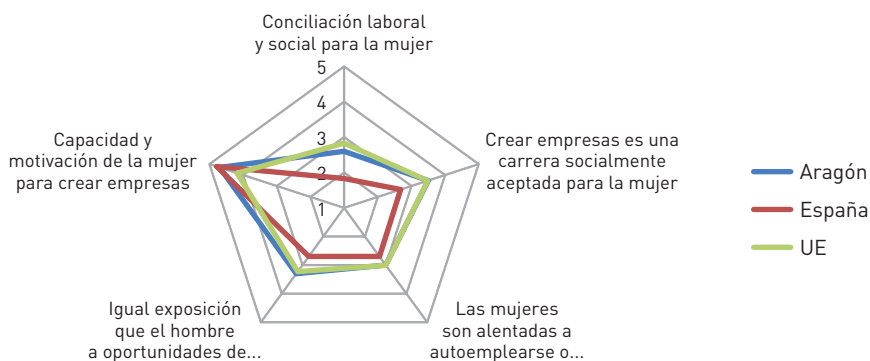 Conciliación laboral
y social para la mujer
5
4
3
2
1
Capacidad y
motivación de la mujer
para crear empresas
Crear empresas es una
carrera socialmente
aceptada para la mujer
Aragón
España
UE
Igual exposición
que el hombre
a oportunidades de...
Las mujeres
son alentadas a
autoemplearse o...